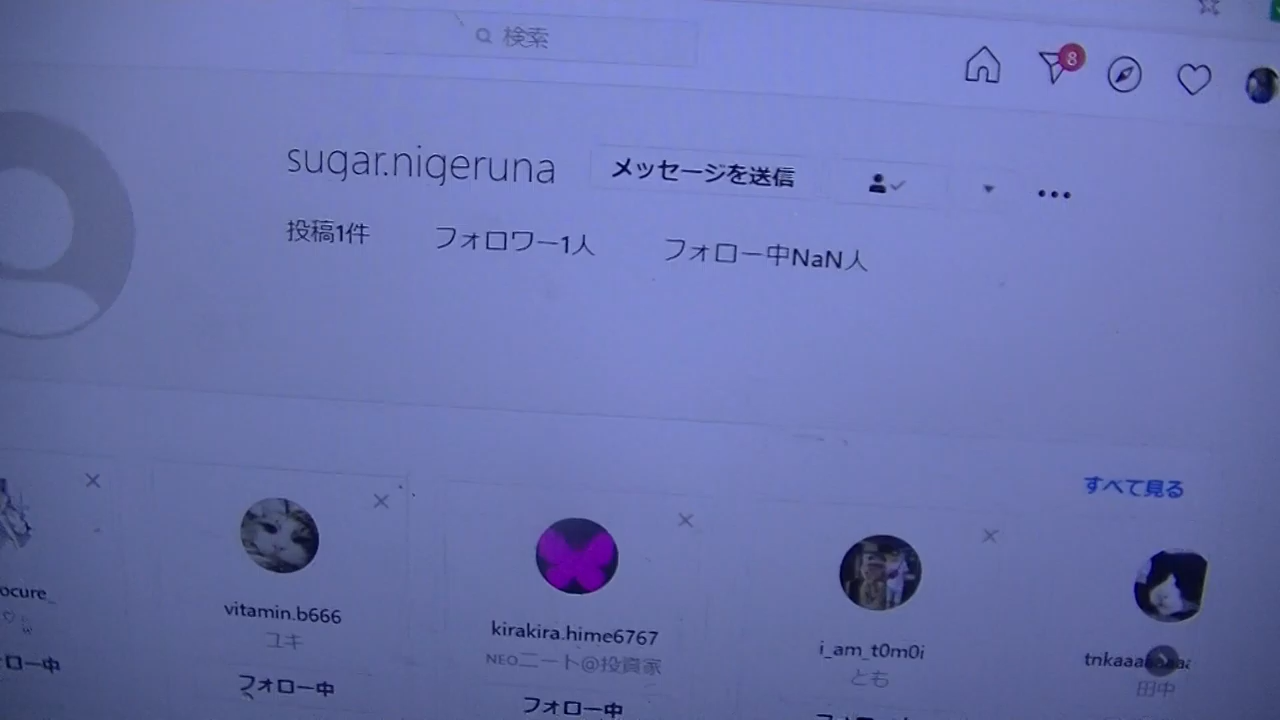 検索
8
sugar.nigeruna メッセージを送信
投稿1件 フォロワー1人 フォロー中NaN人
すべて見る
ocure_
vitamin.b666
ユキ
フォロー中
kirakira.hime6767
NEOニート@投資家
フォロー中
i_am_t0m0i
とも
田中